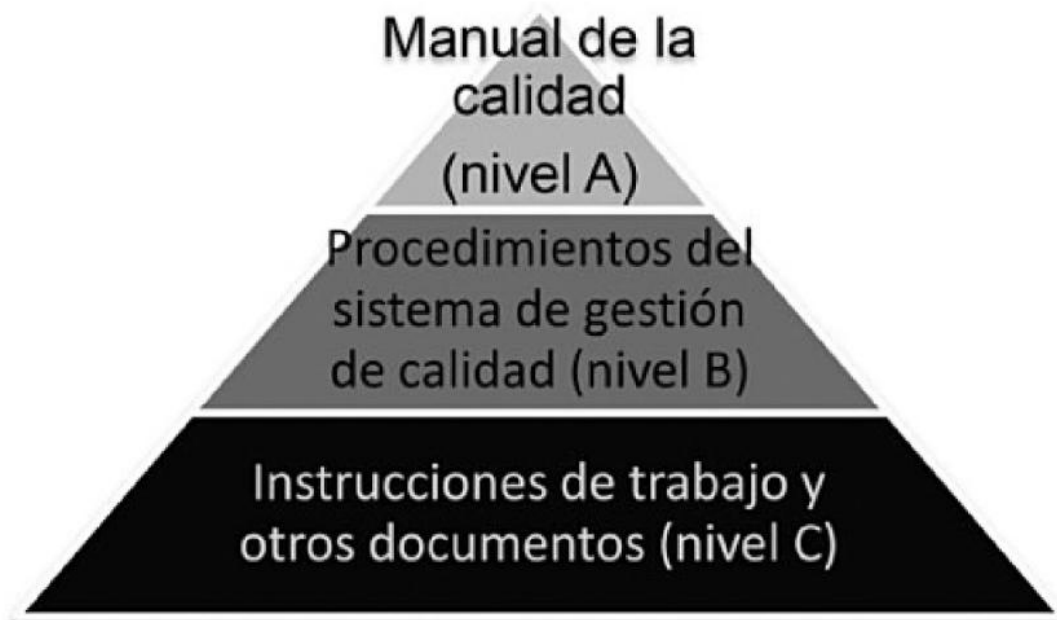 Manual de la
calidad
(nivel A)
Procedimientos del
sistema de gestión
de calidad (nivel B)
Instrucciones de trabajo y
otros documentos (nivel C)